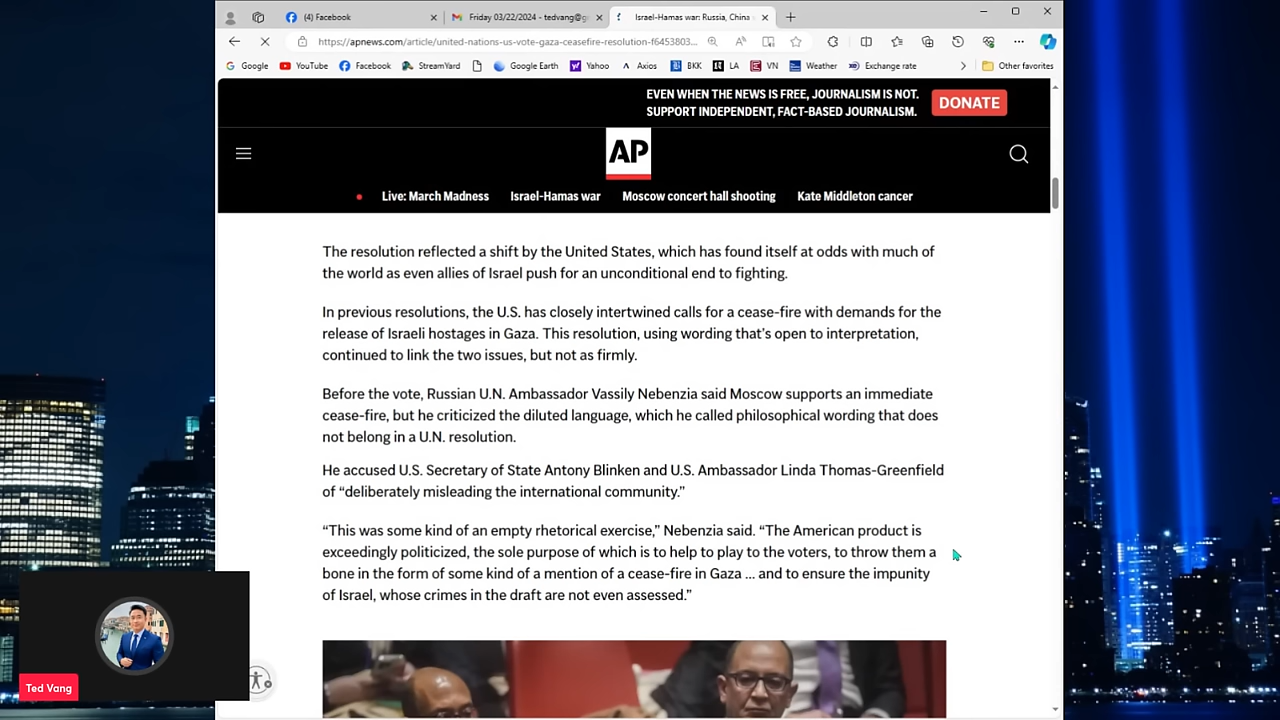 (4) Facebook
Friday 03/22/2024 - tedvang@g
Israel-Hamas war: Russia, China
https://apnews.com/article/united-nations-us-vote-gaza-ceasefire-resolution-f6453803...
Google YouTube Facebook StreamYard Google Earth Yahoo Axios BKK LA VN Weather Exchange rate Other favorites
EVEN WHEN THE NEWS IS FREE, JOURNALISM IS NOT.
SUPPORT INDEPENDENT, FACT-BASED JOURNALISM.
DONATE
AP
Live: March Madness Israel-Hamas war Moscow concert hall shooting Kate Middleton cancer
The resolution reflected a shift by the United States, which has found itself at odds with much of
the world as even allies of Israel push for an unconditional end to fighting.
In previous resolutions, the U.S. has closely intertwined calls for a cease-fire with demands for the
release of Israeli hostages in Gaza. This resolution, using wording that’s open to interpretation,
continued to link the two issues, but not as firmly.
Before the vote, Russian U.N. Ambassador Vassily Nebenzia said Moscow supports an immediate
cease-fire, but he criticized the diluted language, which he called philosophical wording that does
not belong in a U.N. resolution.
He accused U.S. Secretary of State Antony Blinken and U.S. Ambassador Linda Thomas-Greenfield
of “deliberately misleading the international community.”
“This was some kind of an empty rhetorical exercise,” Nebenzia said. “The American product is
exceedingly politicized, the sole purpose of which is to help to play to the voters, to throw them a
bone in the form of some kind of a mention of a cease-fire in Gaza ... and to ensure the impunity
of Israel, whose crimes in the draft are not even assessed.”
Ted Vang